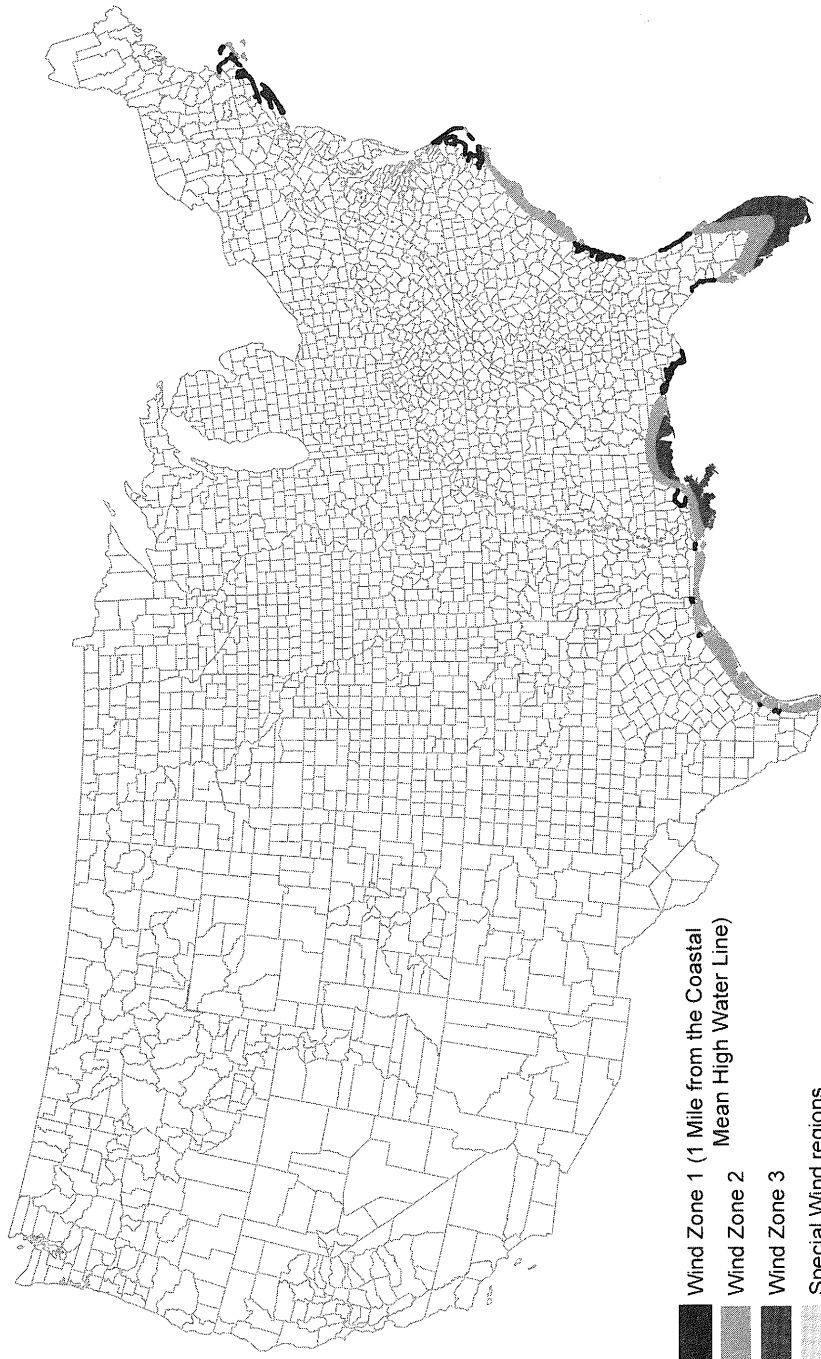 Wind Zone 1 (1 Mile from the Coastal
Mean High Water Line)
Wind Zone 2
Wind Zone 3
Special Wind regions